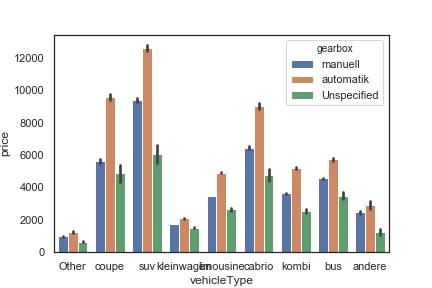 gearbox
manuell
automatik
Unspecified
12000
10000
8000
6000
4000
2000
0
price
Other coupe suv kleinwagen limousine cabrio kombi bus andere
vehicleType